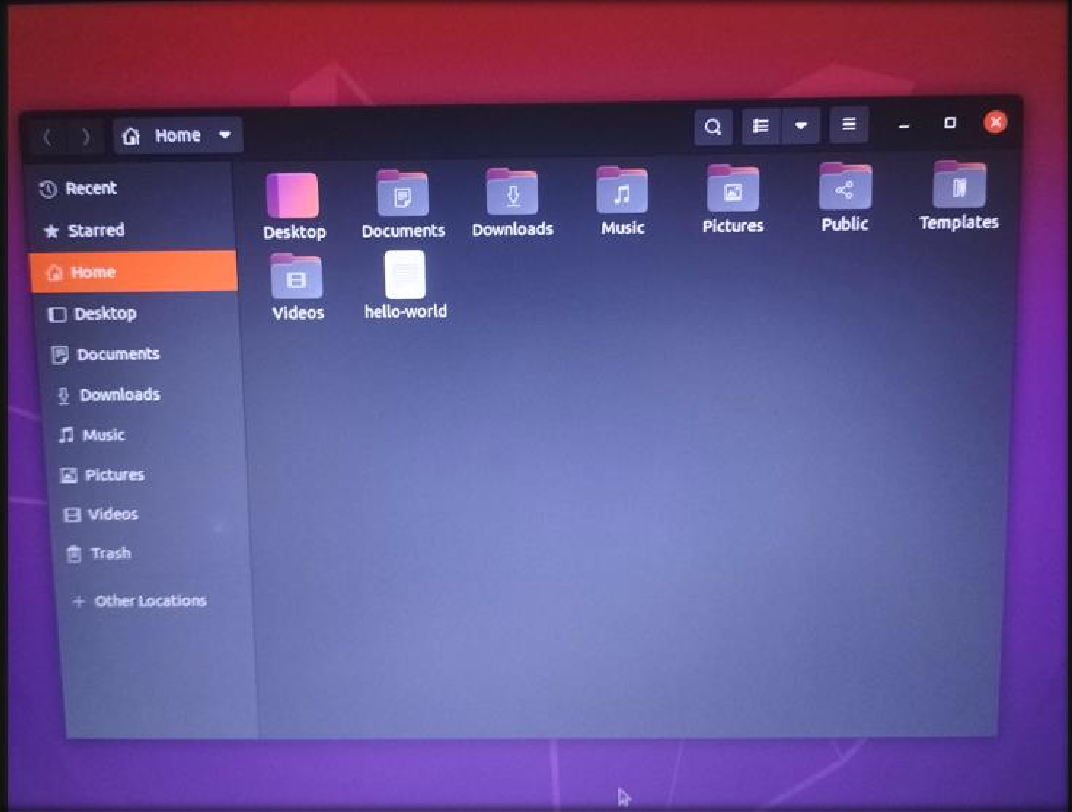 Home
Recent
Starred
Home
Desktop
Documents
Downloads
Music
Pictures
Videos
Trash
Other Locations
Desktop Documents Downloads Music Pictures Public Templates
Videos hello-world